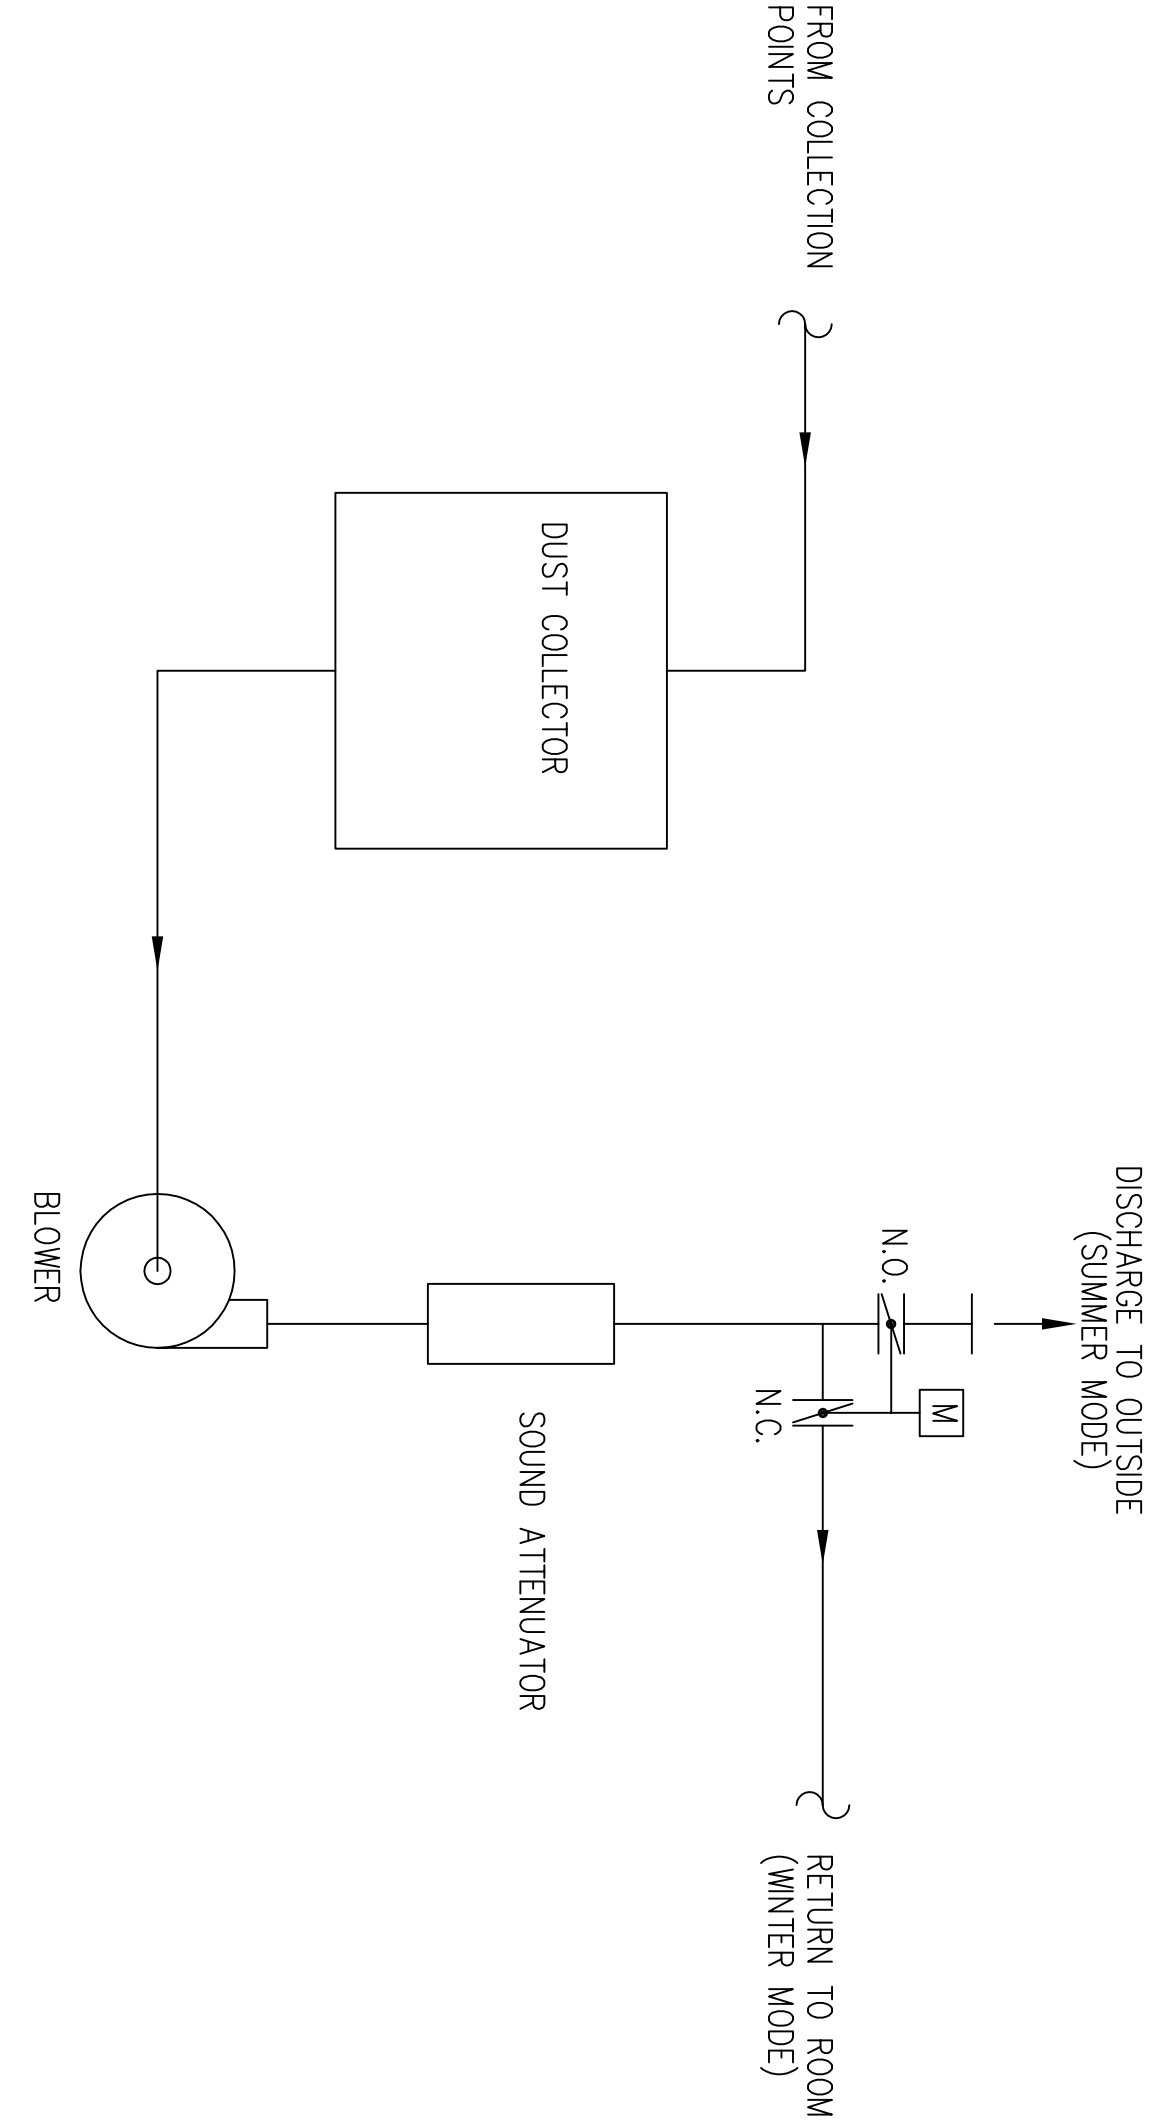 DISCHARGE TO OUTSIDE
(SUMMER MODE)
N.O.
M
N.C.
FROM COLLECTION
POINTS
RETURN TO ROOM
(WINTER MODE)
DUST COLLECTOR
SOUND ATTENUATOR
BLOWER